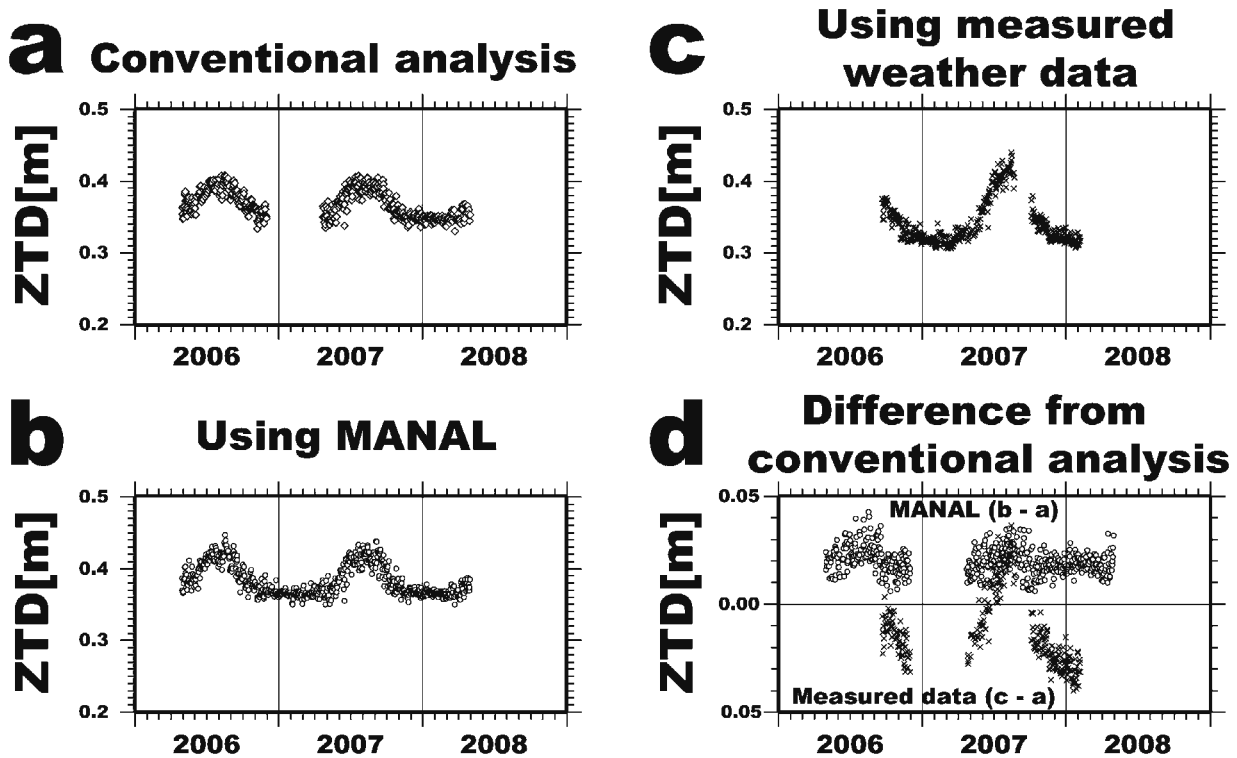 a Conventional analysis
0.5
0.4
0.3
0.2
ZTD[m]
2006 2007 2008
b Using MANAL
0.5
0.4
0.3
0.2
ZTD[m]
2006 2007 2008
c Using measured
weather data
0.5
0.4
0.3
0.2
ZTD[m]
2006 2007 2008
d Difference from
conventional analysis
0.05
0.00
0.05
ZTD[m]
MANAL (b - a)
Measured data (c - a)
2006 2007 2008